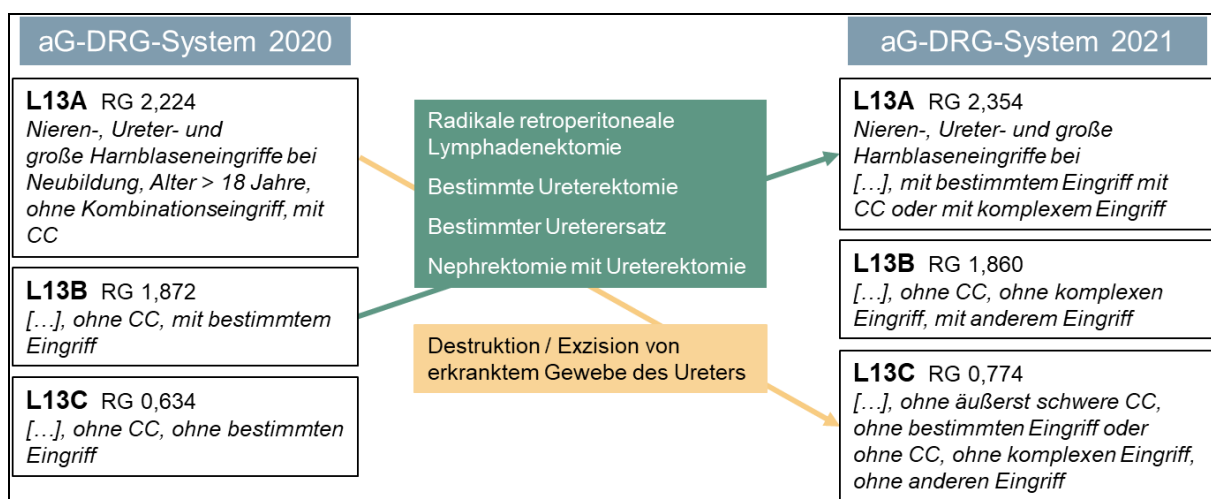 aG-DRG-System 2020
L13A RG 2,224
Nieren-, Ureter- und
große Harnblaseneingriffe bei
Neubildung, Alter > 18 Jahre,
ohne Kombinationseingriff, mit
CC
L13B RG 1,872
[…], ohne CC, mit bestimmtem
Eingriff
L13C RG 0,634
[…], ohne CC, ohne bestimmten
Eingriff
Radikale retroperitoneale
Lymphadenektomie
Bestimmte Ureterektomie
Bestimmter Ureterersatz
Nephrektomie mit Ureterektomie
Destruktion / Exzision von
erkranktem Gewebe des Ureters
aG-DRG-System 2021
L13A RG 2,354
Nieren-, Ureter- und große
Harnblaseneingriffe bei
[…], mit bestimmtem Eingriff mit
CC oder mit komplexem Eingriff
L13B RG 1,860
[…], ohne CC, ohne komplexen
Eingriff, mit anderem Eingriff
L13C RG 0,774
[…], ohne äußerst schwere CC,
ohne bestimmten Eingriff oder
ohne CC, ohne komplexen Eingriff,
ohne anderen Eingriff